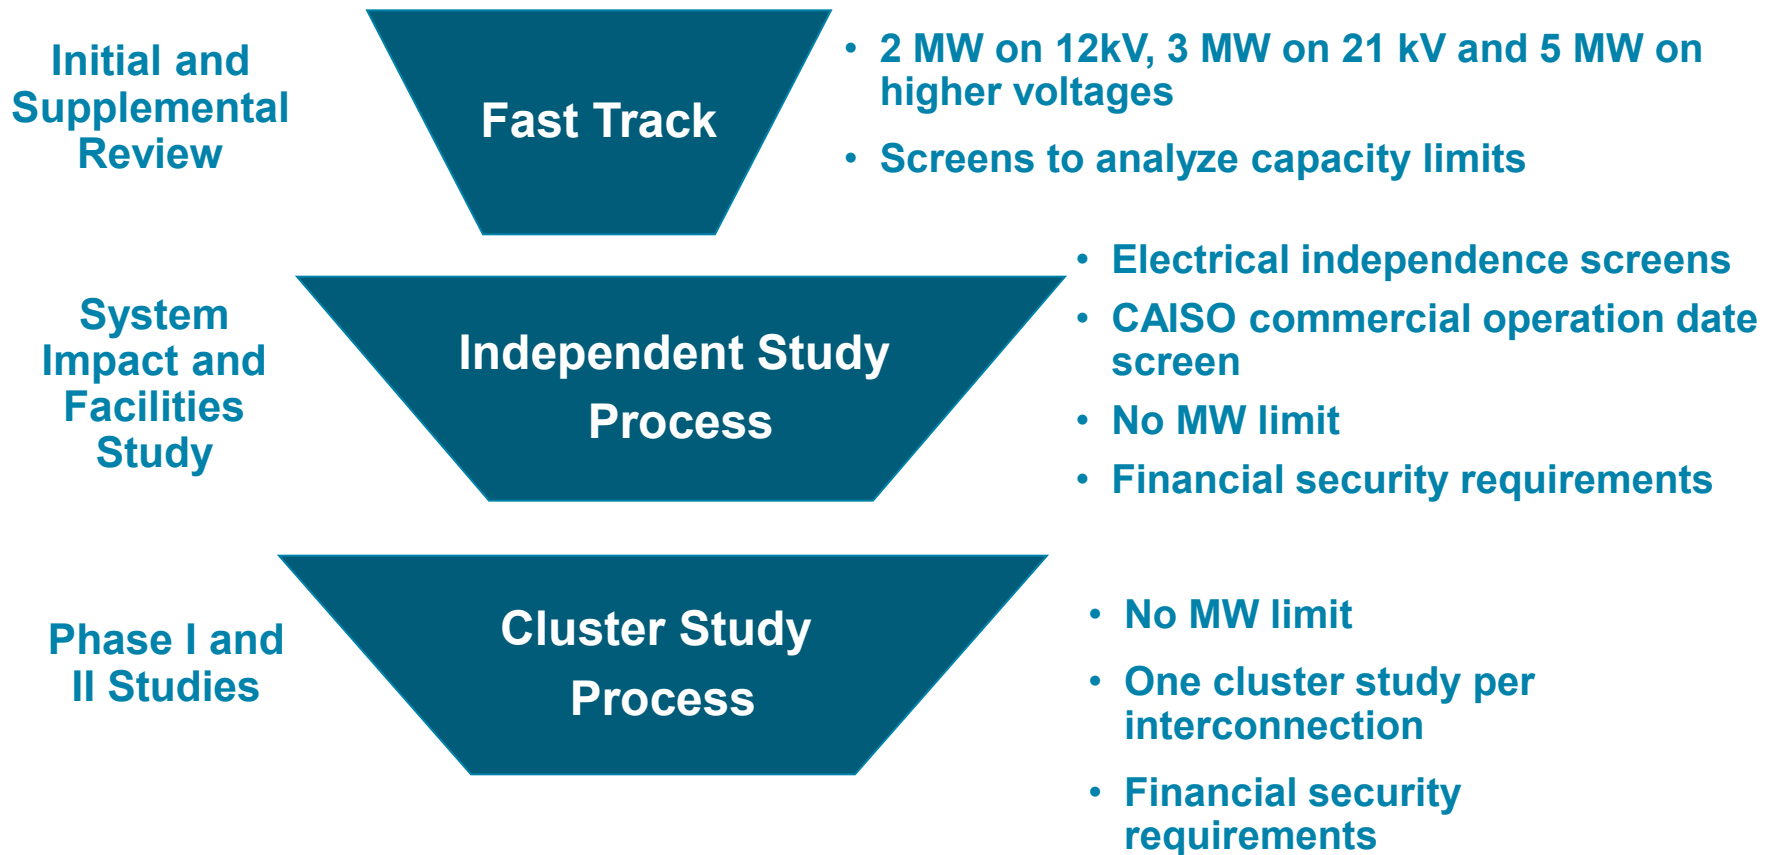 Initial and
Supplemental
Review
Fast Track
• 2 MW on 12kV, 3 MW on 21 kV and 5 MW on
higher voltages
• Screens to analyze capacity limits
System
Impact and
Facilities
Study
Independent Study
Process
• Electrical independence screens
• CAISO commercial operation date
screen
• No MW limit
• Financial security requirements
Phase I and
II Studies
Cluster Study
Process
• No MW limit
• One cluster study per
interconnection
• Financial security
requirements